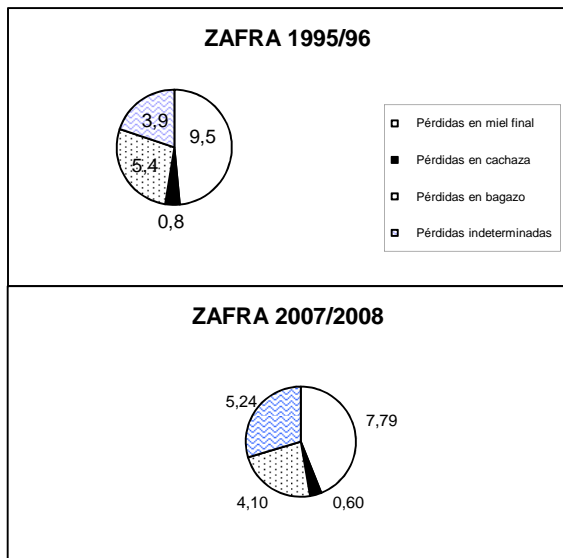 ZAFRA 1995/96
3,9
9,5
5,4
0,8
Pérdidas en miel final
Pérdidas en cachaza
Pérdidas en bagazo
Pérdidas indeterminadas
ZAFRA 2007/2008
5,24
7,79
4,10
0,60